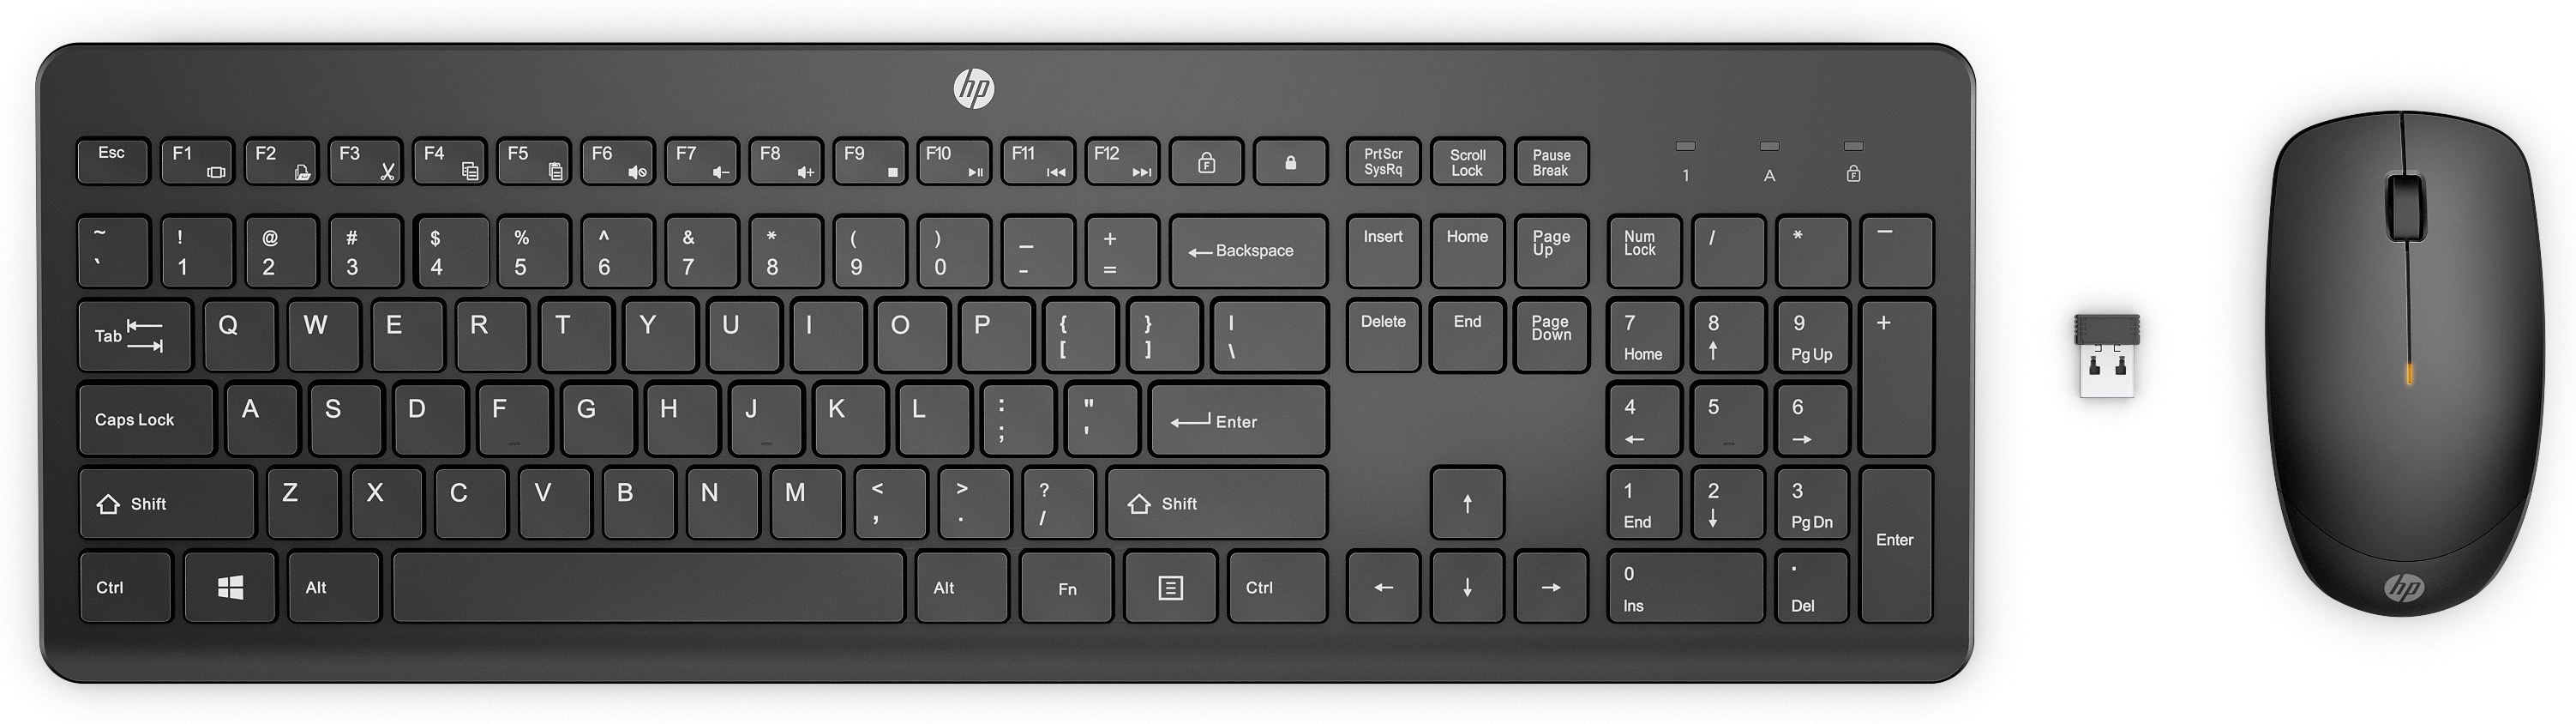 hp
Esc F1 F2 F3 F4 F5 F6 F7 F8 F9 F10 F11 F12 F PrtScr Scroll Pause
SysRq Lock Break
1 A F
~ ! @ # $ % ^ & * ( ) _ +
` 1 2 3 4 5 6 7 8 9 0 - = Backspace
Insert Home Page Num / * −
Up Lock
Tab Q W E R T Y U I O P { } |
[ ] \
Delete End Page 7 8 9 +
Down Home ↑ Pg Up
Caps Lock A S D F G H J K L : "
; ' Enter
4 5 6
← →
Shift Z X C V B N M < > ? Shift
, . /
↑ 1 2 3
End ↓ Pg Dn
Enter
Ctrl Alt Alt Fn Ctrl
← ↓ → 0 .
Ins Del
hp